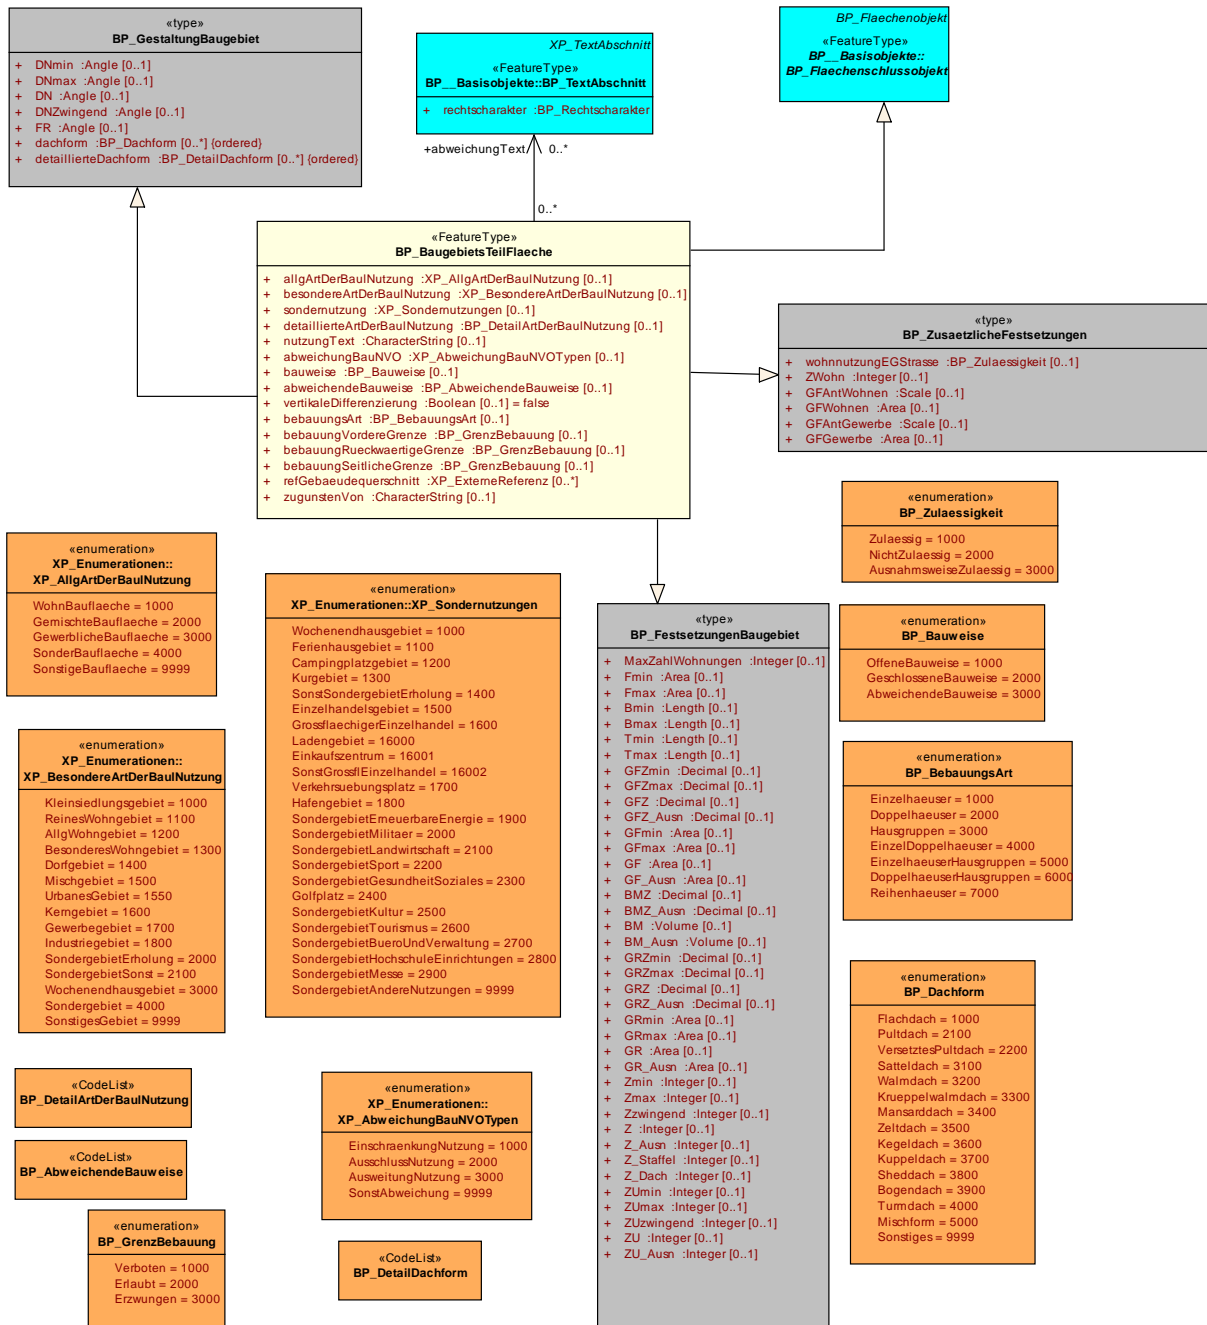 «type»
BP_GestaltungBaugebiet
+ DNmin :Angle [0..1]
+ DNmax :Angle [0..1]
+ DN :Angle [0..1]
+ DNZwingend :Angle [0..1]
+ FR :Angle [0..1]
+ dachform :BP_Dachform [0..*] {ordered}
+ detaillierteDachform :BP_DetailDachform [0..*] {ordered}
XP_TextAbschnitt
«FeatureType»
BP__Basisobjekte::BP_TextAbschnitt
+ rechtscharakter :BP_Rechtscharakter
BP_Flaechenobjekt
«FeatureType»
BP__Basisobjekte::
BP_Flaechenschlussobjekt
+abweichungText 0..*
0..*
«FeatureType»
BP_BaugebietsTeilFlaeche
+ allgArtDerBaulNutzung :XP_AllgArtDerBaulNutzung [0..1]
+ besondereArtDerBaulNutzung :XP_BesondereArtDerBaulNutzung [0..1]
+ sondernutzung :XP_Sondernutzungen [0..1]
+ detaillierteArtDerBaulNutzung :BP_DetailArtDerBaulNutzung [0..1]
+ nutzungText :CharacterString [0..1]
+ abweichungBauNVO :XP_AbweichungBauNVOTypen [0..1]
+ bauweise :BP_Bauweise [0..1]
+ abweichendeBauweise :BP_AbweichendeBauweise [0..1]
+ vertikaleDifferenzierung :Boolean [0..1] = false
+ bebauungsArt :BP_BebauungsArt [0..1]
+ bebauungVordereGrenze :BP_GrenzBebauung [0..1]
+ bebauungRueckwaertigeGrenze :BP_GrenzBebauung [0..1]
+ bebauungSeitlicheGrenze :BP_GrenzBebauung [0..1]
+ refGebaeudequerschnitt :XP_ExterneReferenz [0..*]
+ zugunstenVon :CharacterString [0..1]
«type»
BP_ZusaetzlicheFestsetzungen
+ wohnnutzungEGStrasse :BP_Zulaessigkeit [0..1]
+ ZWohn :Integer [0..1]
+ GFAntWohnen :Scale [0..1]
+ GFWohnen :Area [0..1]
+ GFAntGewerbe :Scale [0..1]
+ GFGewerbe :Area [0..1]
«enumeration»
BP_Zulaessigkeit
Zulaessig = 1000
NichtZulaessig = 2000
AusnahmsweiseZulaessig = 3000
«enumeration»
XP_Enumerationen::
XP_AllgArtDerBaulNutzung
WohnBauflaeche = 1000
GemischteBauflaeche = 2000
GewerblicheBauflaeche = 3000
SonderBauflaeche = 4000
SonstigeBauflaeche = 9999
«enumeration»
XP_Enumerationen::XP_Sondernutzungen
Wochenendhausgebiet = 1000
Ferienhausgebiet = 1100
Campingplatzgebiet = 1200
Kurgebiet = 1300
SonstSondergebietErholung = 1400
Einzelhandelsgebiet = 1500
GrossflaechigerEinzelhandel = 1600
Ladengebiet = 16000
Einkaufszentrum = 16001
SonstGrossflEinzelhandel = 16002
Verkehrsuebungsplatz = 1700
Hafengebiet = 1800
SondergebietErneuerbareEnergie = 1900
SondergebietMilitaer = 2000
SondergebietLandwirtschaft = 2100
SondergebietSport = 2200
SondergebietGesundheitSoziales = 2300
Golfplatz = 2400
SondergebietKultur = 2500
SondergebietTourismus = 2600
SondergebietBueroUndVerwaltung = 2700
SondergebietHochschuleEinrichtungen = 2800
SondergebietMesse = 2900
SondergebietAndereNutzungen = 9999
«type»
BP_FestsetzungenBaugebiet
+ MaxZahlWohnungen :Integer [0..1]
+ Fmin :Area [0..1]
+ Fmax :Area [0..1]
+ Bmin :Length [0..1]
+ Bmax :Length [0..1]
+ Tmin :Length [0..1]
+ Tmax :Length [0..1]
+ GFZmin :Decimal [0..1]
+ GFZmax :Decimal [0..1]
+ GFZ :Decimal [0..1]
+ GFZ_Ausn :Decimal [0..1]
+ GFmin :Area [0..1]
+ GFmax :Area [0..1]
+ GF :Area [0..1]
+ GF_Ausn :Area [0..1]
+ BMZ :Decimal [0..1]
+ BMZ_Ausn :Decimal [0..1]
+ BM :Volume [0..1]
+ BM_Ausn :Volume [0..1]
+ GRZmin :Decimal [0..1]
+ GRZmax :Decimal [0..1]
+ GRZ :Decimal [0..1]
+ GRZ_Ausn :Decimal [0..1]
+ GRmin :Area [0..1]
+ GRmax :Area [0..1]
+ GR :Area [0..1]
+ GR_Ausn :Area [0..1]
+ Zmin :Integer [0..1]
+ Zmax :Integer [0..1]
+ Zzwingend :Integer [0..1]
+ Z :Integer [0..1]
+ Z_Ausn :Integer [0..1]
+ Z_Staffel :Integer [0..1]
+ Z_Dach :Integer [0..1]
+ ZUmin :Integer [0..1]
+ ZUmax :Integer [0..1]
+ ZUzwingend :Integer [0..1]
+ ZU :Integer [0..1]
+ ZU_Ausn :Integer [0..1]
«enumeration»
BP_Bauweise
OffeneBauweise = 1000
GeschlosseneBauweise = 2000
AbweichendeBauweise = 3000
«enumeration»
XP_Enumerationen::
XP_BesondereArtDerBaulNutzung
Kleinsiedlungsgebiet = 1000
ReinesWohngebiet = 1100
AllgWohngebiet = 1200
BesonderesWohngebiet = 1300
Dorfgebiet = 1400
Mischgebiet = 1500
UrbanesGebiet = 1550
Kerngebiet = 1600
Gewerbegebiet = 1700
Industriegebiet = 1800
SondergebietErholung = 2000
SondergebietSonst = 2100
Wochenendhausgebiet = 3000
Sondergebiet = 4000
SonstigesGebiet = 9999
«enumeration»
BP_BebauungsArt
Einzelhaeuser = 1000
Doppelhaeuser = 2000
Hausgruppen = 3000
EinzelDoppelhaeuser = 4000
EinzelhaeuserHausgruppen = 5000
DoppelhaeuserHausgruppen = 6000
Reihenhaeuser = 7000
«enumeration»
BP_Dachform
Flachdach = 1000
Pultdach = 2100
VersetztesPultdach = 2200
Satteldach = 3100
Walmdach = 3200
Krueppelwalmdach = 3300
Mansarddach = 3400
Zeltdach = 3500
Kegeldach = 3600
Kuppeldach = 3700
Sheddach = 3800
Bogendach = 3900
Turmdach = 4000
Mischform = 5000
Sonstiges = 9999
«CodeList»
BP_DetailArtDerBaulNutzung
«enumeration»
XP_Enumerationen::
XP_AbweichungBauNVOTypen
EinschraenkungNutzung = 1000
AusschlussNutzung = 2000
AusweitungNutzung = 3000
SonstAbweichung = 9999
«CodeList»
BP_AbweichendeBauweise
«enumeration»
BP_GrenzBebauung
Verboten = 1000
Erlaubt = 2000
Erzwungen = 3000
«CodeList»
BP_DetailDachform